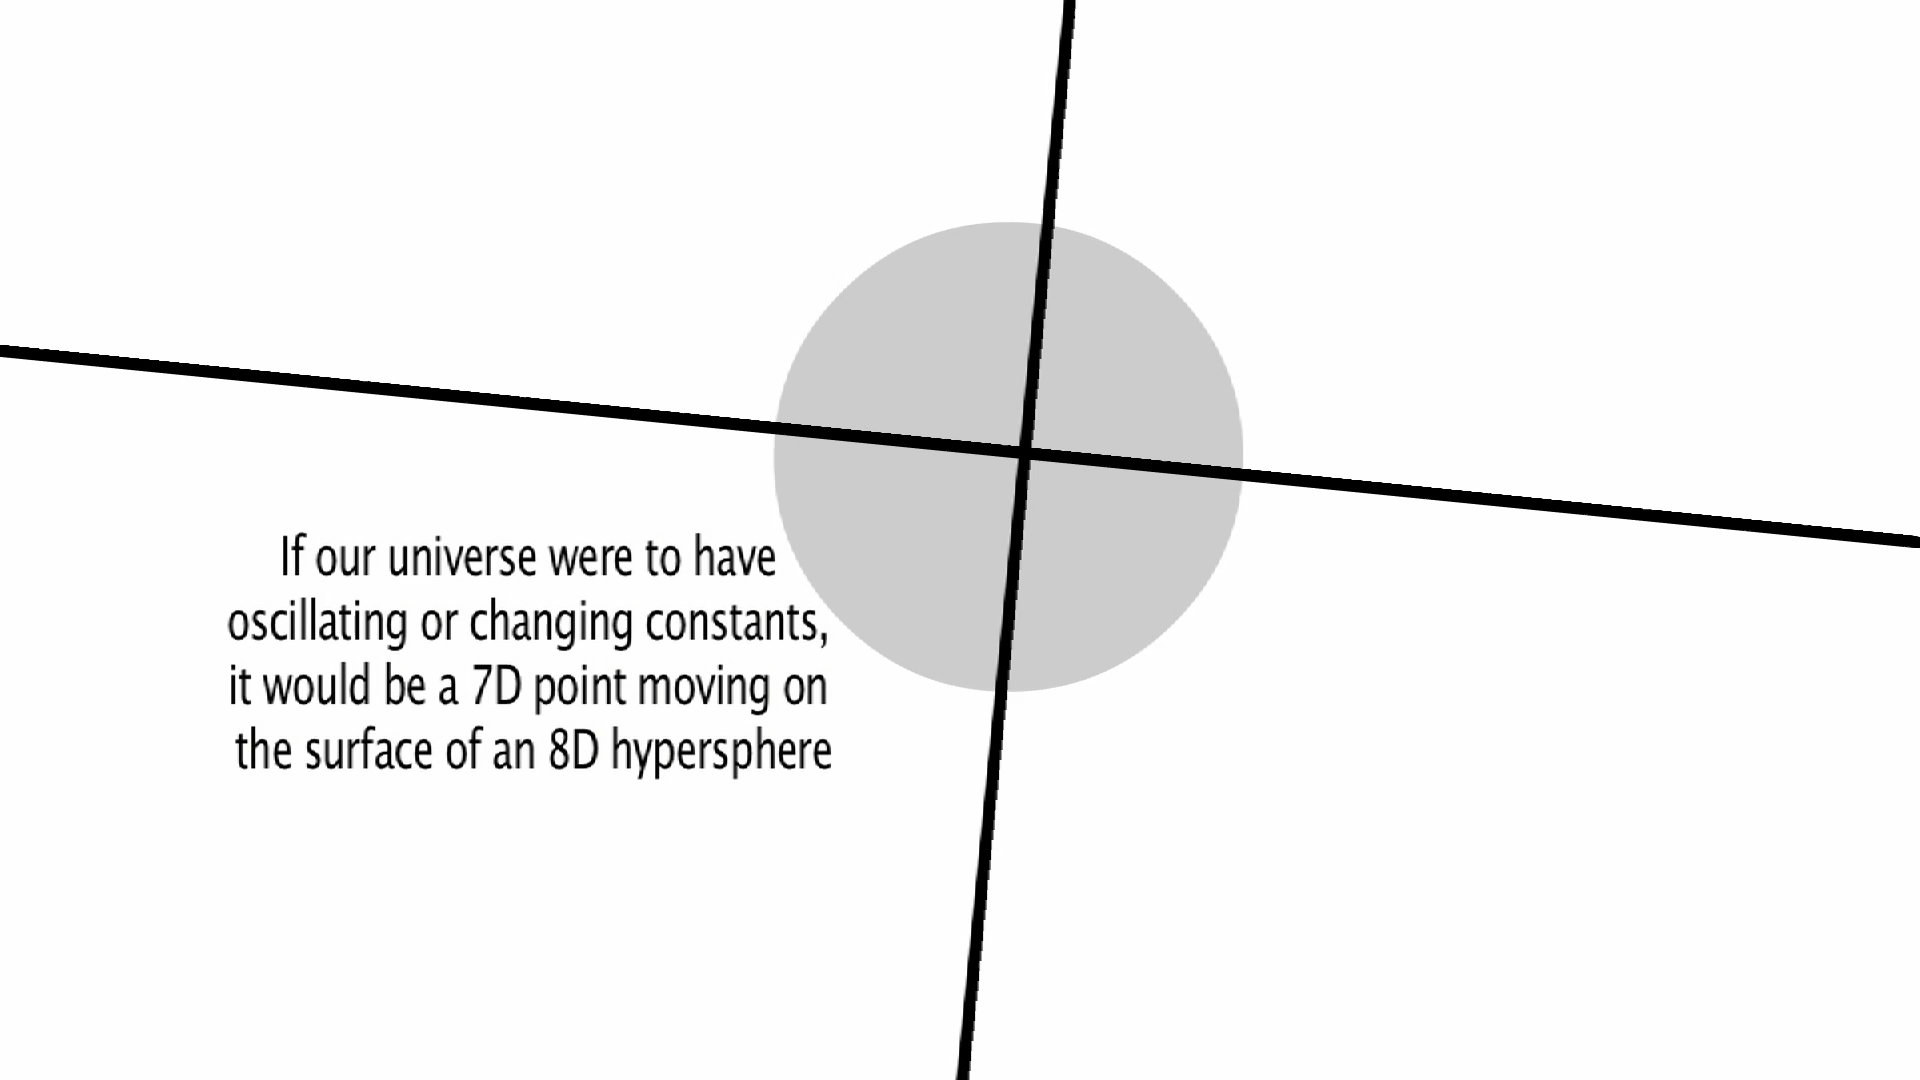 If our universe were to have
oscillating or changing constants,
it would be a 7D point moving on
the surface of an 8D hypersphere